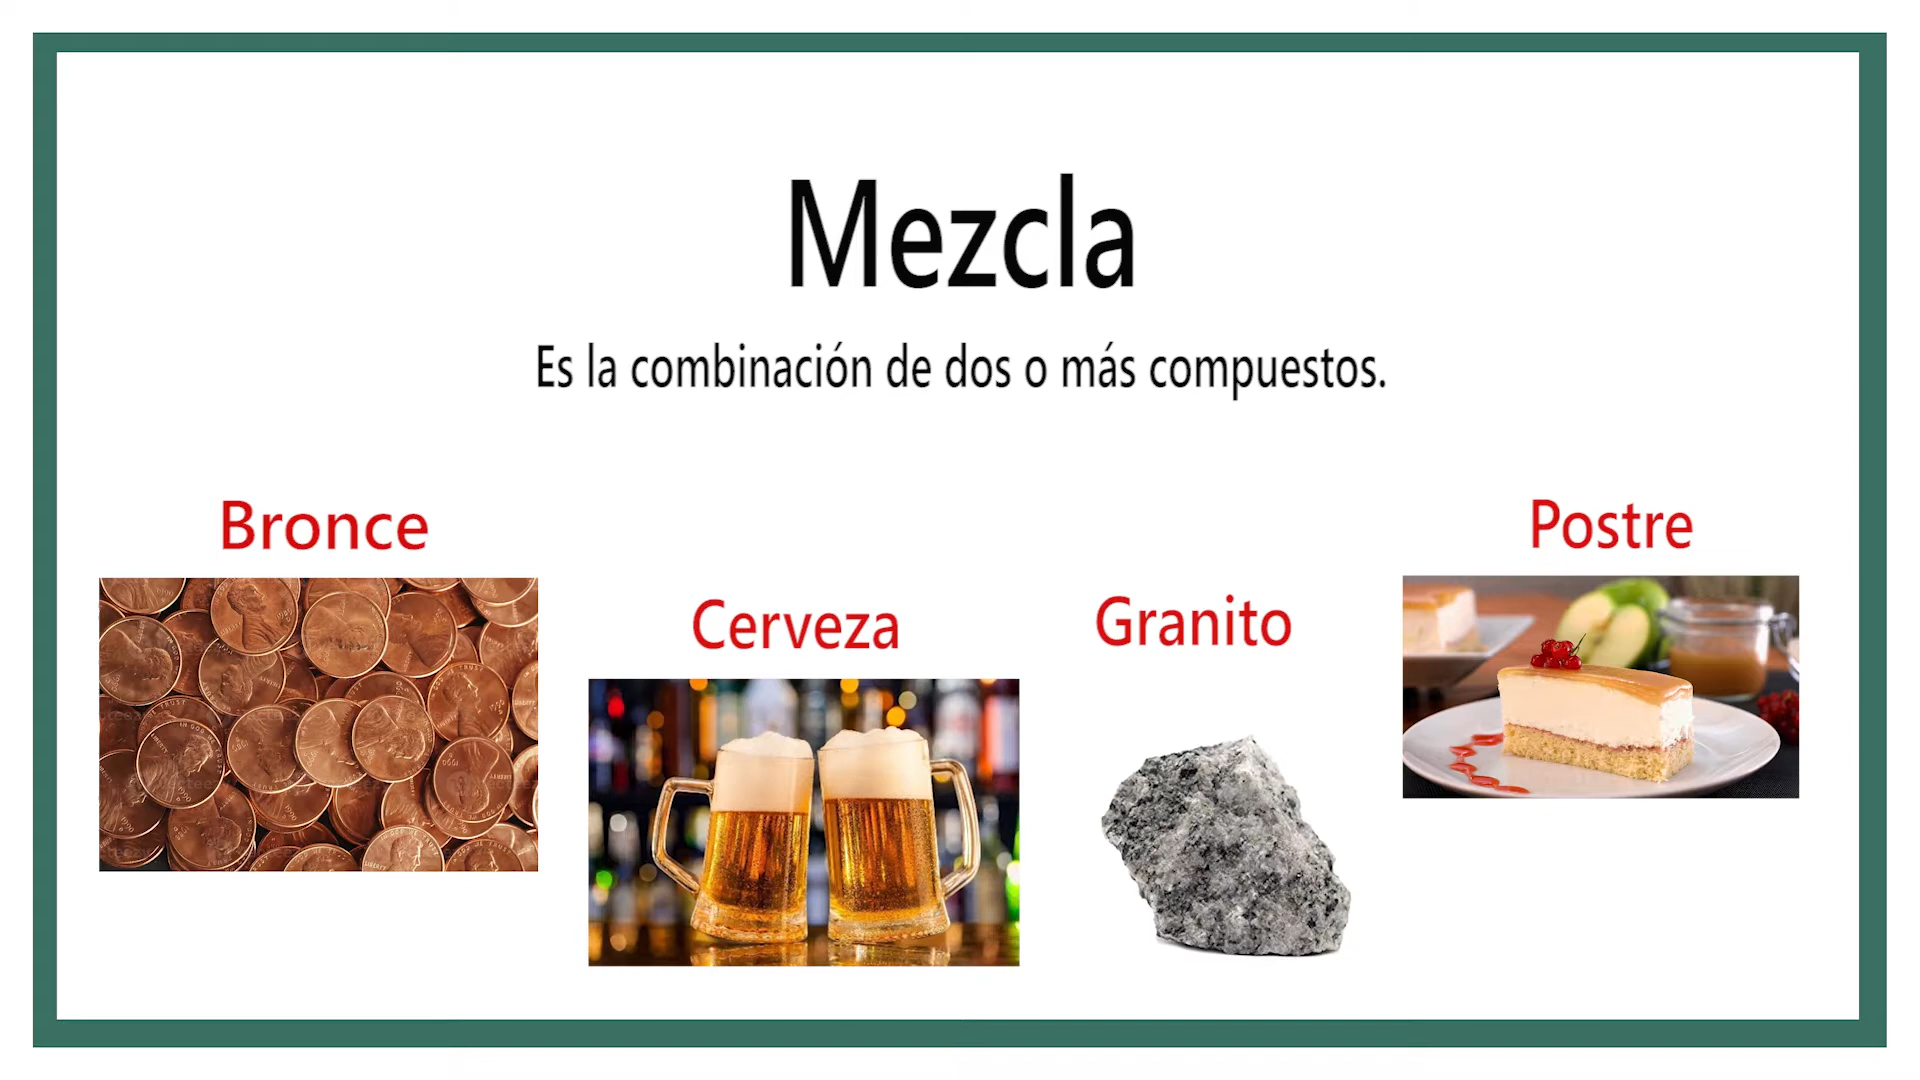 Mezcla
Es la combinación de dos o más compuestos.
Bronce
Cerveza
Granito
Postre